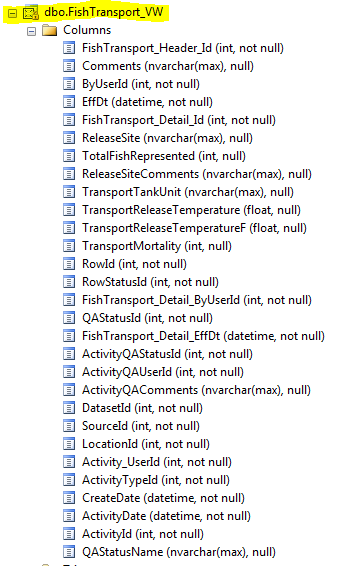 dbo.FishTransport_VW
Columns
FishTransport_Header_Id (int, not null)
Comments (nvarchar(max), null)
ByUserId (int, not null)
EffDt (datetime, not null)
FishTransport_Detail_Id (int, not null)
ReleaseSite (nvarchar(max), null)
TotalFishRepresented (int, null)
ReleaseSiteComments (nvarchar(max), null)
TransportTankUnit (nvarchar(max), null)
TransportReleaseTemperature (float, null)
TransportReleaseTemperatureF (float, null)
TransportMortality (int, null)
RowId (int, not null)
RowStatusId (int, not null)
FishTransport_Detail_ByUserId (int, not null)
QAStatusId (int, not null)
FishTransport_Detail_EffDt (datetime, not null)
ActivityQAStatusId (int, not null)
ActivityQAUserId (int, not null)
ActivityQAComments (nvarchar(max), null)
DatasetId (int, not null)
SourceId (int, not null)
LocationId (int, not null)
Activity_UserId (int, not null)
ActivityTypeId (int, not null)
CreateDate (datetime, not null)
ActivityDate (datetime, not null)
ActivityId (int, not null)
QAStatusName (nvarchar(max), null)